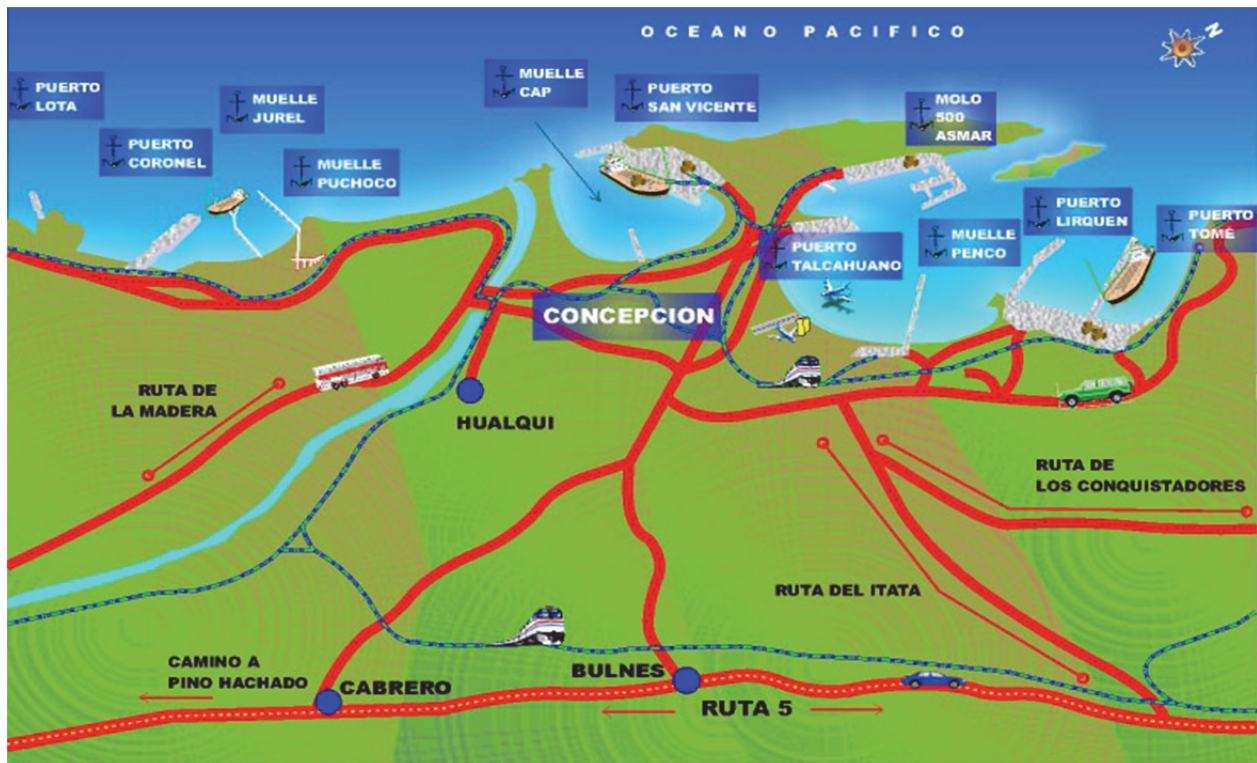 OCEANO PACIFICO
N
PUERTO
LOTA
MUELLE
JUREL
PUERTO
CORONEL
MUELLE
PUCHOCO
MUELLE
CAP
PUERTO
SAN VICENTE
MOLO
500
ASMAR
PUERTO
TALCAHUANO
MUELLE
PENCO
PUERTO
LIRQUEN
PUERTO
TOMÉ
CONCEPCION
RUTA DE
LA MADERA
HUALQUI
RUTA DE
LOS CONQUISTADORES
RUTA DEL ITATA
CAMINO A
PINO HACHADO
CABRERO
BULNES
RUTA 5